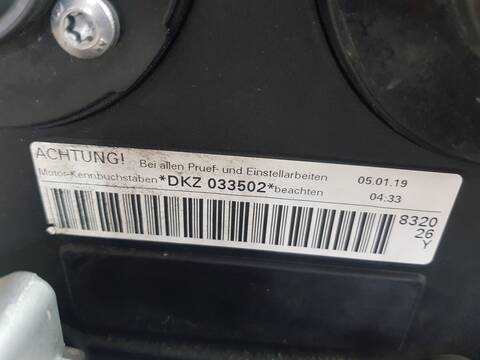 ACHTUNG! Bei allen Pruef- und Einstellarbeiten 05.01.19
Motor-Kennbuchstaben *DKZ 033502* beachten 04:33
8320
26
Y